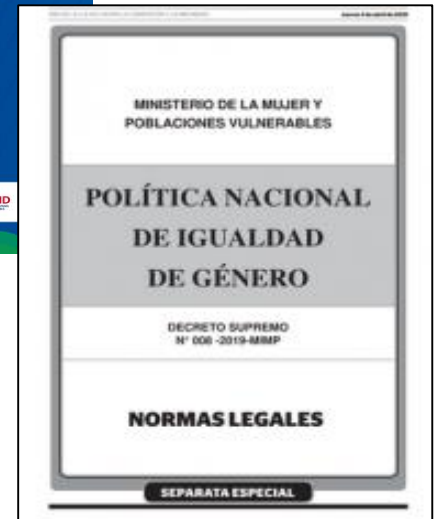 MINISTERIO DE LA MUJER Y
POBLACIONES VULNERABLES
POLÍTICA NACIONAL
DE IGUALDAD
DE GÉNERO
DECRETO SUPREMO
N° 008 -2019-MIMP
NORMAS LEGALES
SEPARATA ESPECIAL